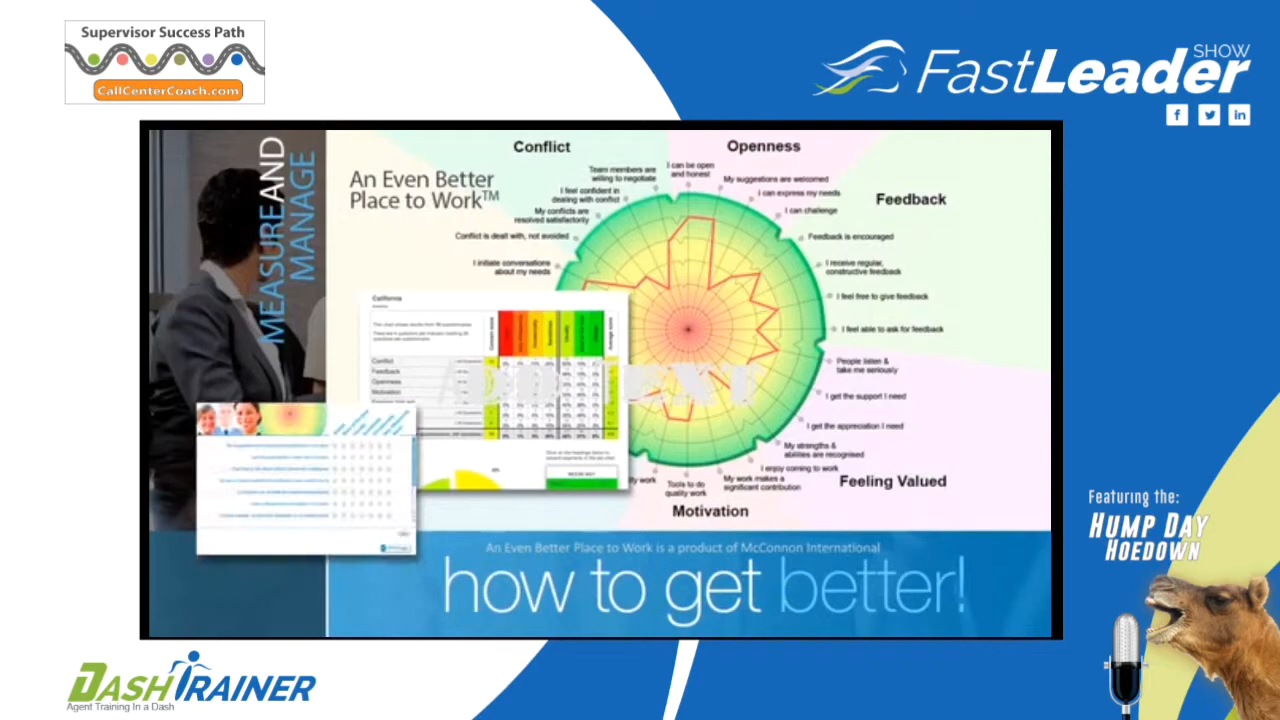 Supervisor Success Path
CallCenterCoach.com
FastLeader
SHOW
MEASURE AND
MANAGE
An Even Better
Place to Work™
Conflict
Openness
Feedback
Feeling Valued
Motivation
Team members are
willing to negotiate
I feel confident in
dealing with conflict
My conflicts are
resolved satisfactorily
Conflict is dealt with, not avoided
I initiate conversations
about my needs
I can be open
and honest
My suggestions are welcomed
I can express my needs
I can challenge
Feedback is encouraged
I receive regular,
constructive feedback
I feel free to give feedback
I feel able to ask for feedback
People listen &
take me seriously
I get the support I need
I get the appreciation I need
My strengths &
abilities are recognised
I enjoy coming to work
My work makes a
significant contribution
Tools to do
quality work
California
Conflict
Feedback
Openness
Motivation
An Even Better Place to Work is a product of McConnon International
how to get better!
Featuring the:
HUMP DAY
HOEDOWN
DASHTRAINER
Agent Training In a Dash